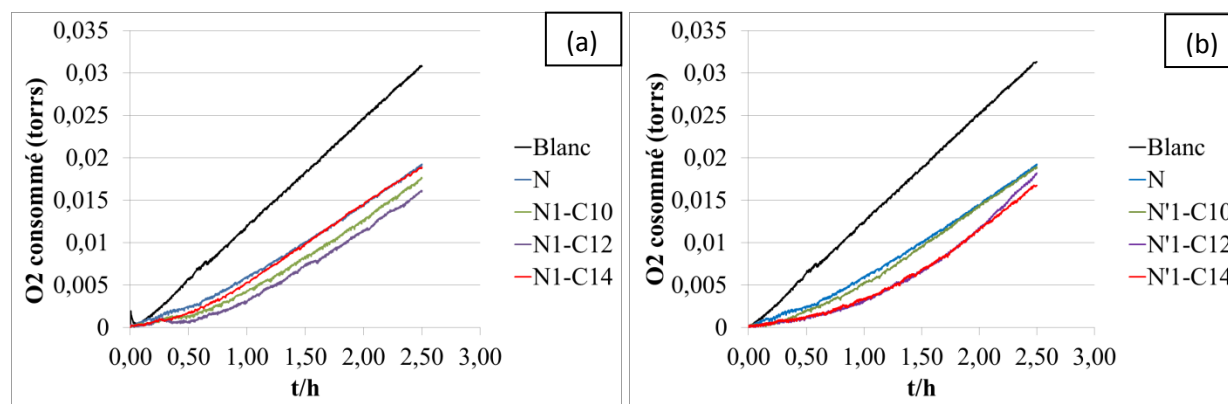 (a)
O2 consommé (torrs)
0,035
0,03
0,025
0,02
0,015
0,01
0,005
0
0,00 0,50 1,00 1,50 2,00 2,50 3,00
t/h
Blanc
N
N1-C10
N1-C12
N1-C14
(b)
O2 cosommé (torrs)
0,035
0,03
0,025
0,02
0,015
0,01
0,005
0
0,00 0,50 1,00 1,50 2,00 2,50 3,00
t/h
Blanc
N
N'1-C10
N'1-C12
N'1-C14